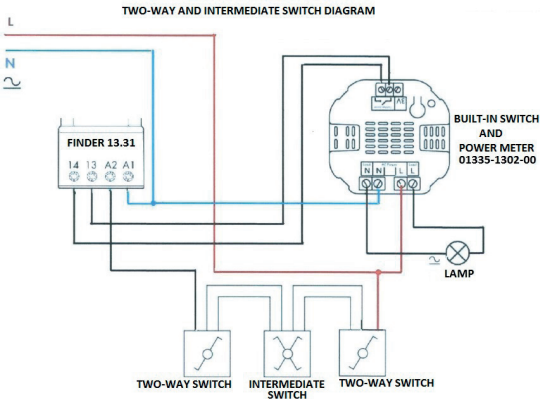 TWO-WAY AND INTERMEDIATE SWITCH DIAGRAM
L
N
FINDER 13.31
14 13 A2 A1
BUILT-IN SWITCH
AND
POWER METER
01335-1302-00
N N L L
LAMP
TWO-WAY SWITCH
INTERMEDIATE
SWITCH
TWO-WAY SWITCH